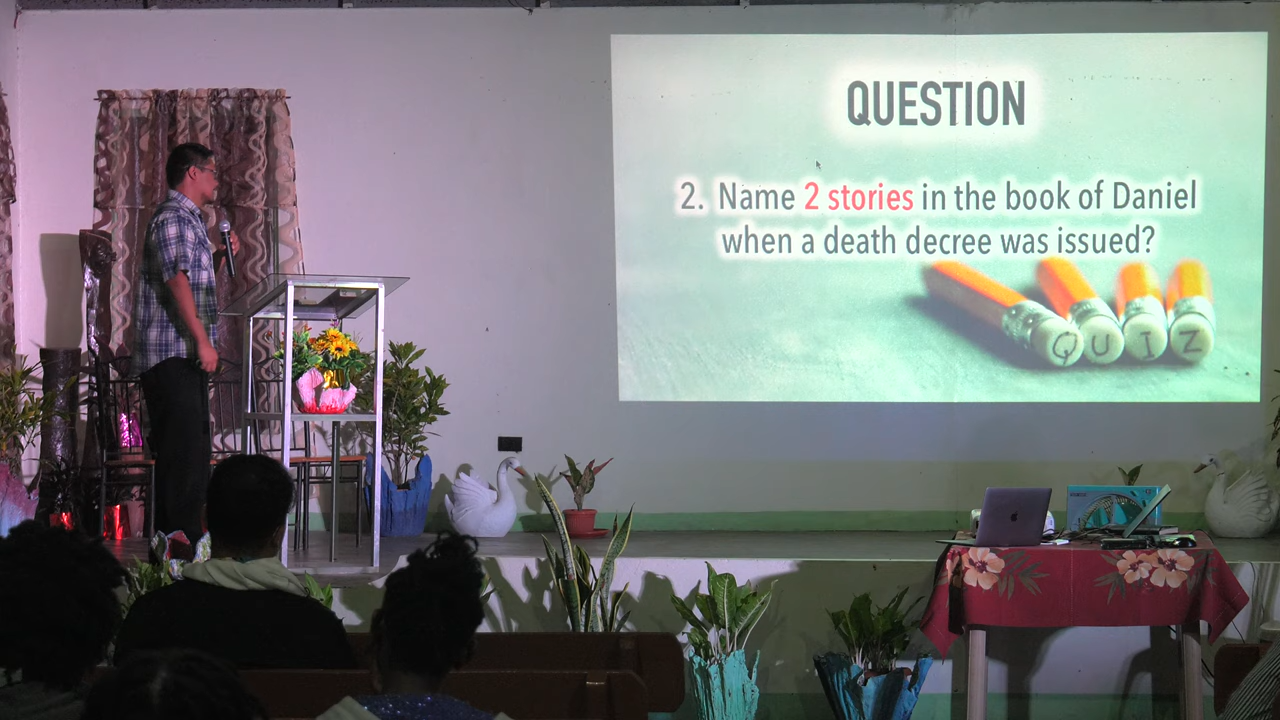 QUESTION
2. Name 2 stories in the book of Daniel
when a death decree was issued?
QUIZ